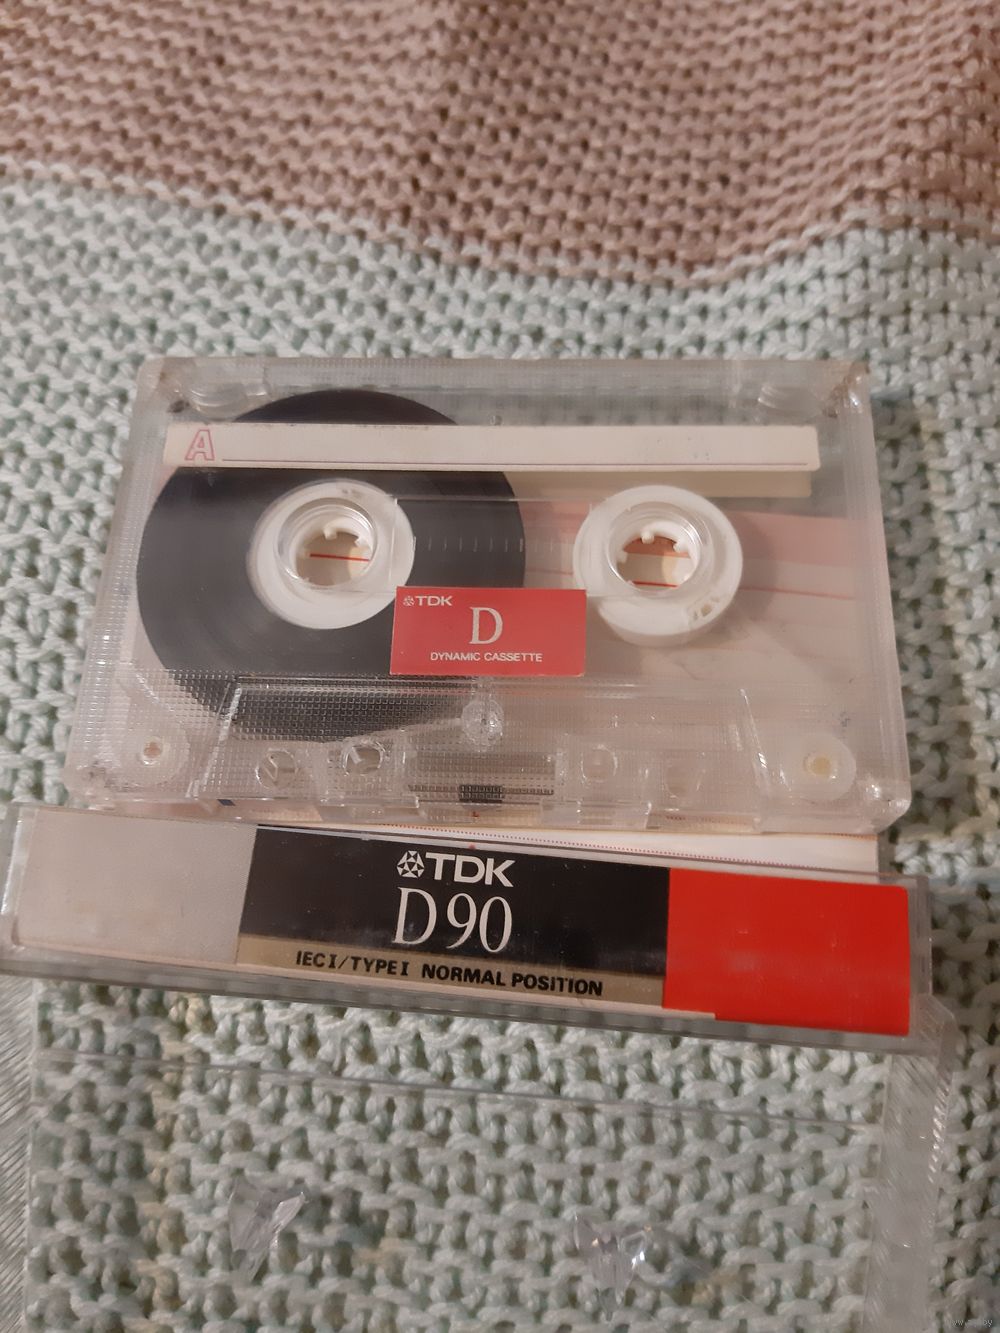 A
TDK
D
DYNAMIC CASSETTE
TDK
D90
IEC I/TYPE I NORMAL POSITION